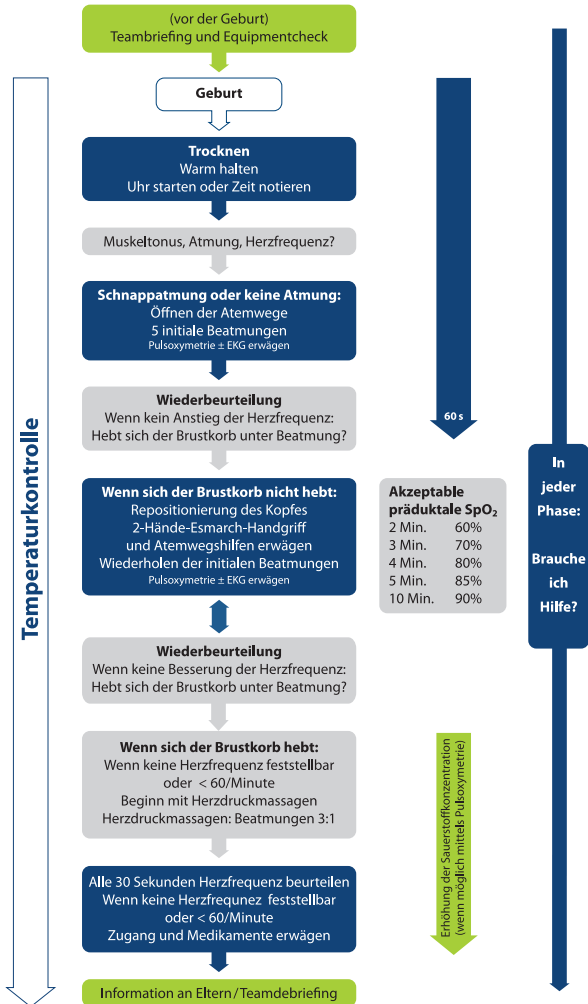 (vor der Geburt)
Teambriefing und Equipmentcheck
Geburt
Trocknen
Warm halten
Uhr starten oder Zeit notieren
Muskeltonus, Atmung, Herzfrequenz?
Schnappatmung oder keine Atmung:
Öffnen der Atemwege
5 initiale Beatmungen
Pulsoxymetrie ± EKG erwägen
Wiederbeurteilung
Wenn kein Anstieg der Herzfrequenz:
Hebt sich der Brustkorb unter Beatmung?
Wenn sich der Brustkorb nicht hebt:
Repositionierung des Kopfes
2-Hände-Esmarch-Handgriff
und Atemwegshilfen erwägen
Wiederholen der initialen Beatmungen
Pulsoxymetrie ± EKG erwägen
Wiederbeurteilung
Wenn keine Besserung der Herzfrequenz:
Hebt sich der Brustkorb unter Beatmung?
Wenn sich der Brustkorb hebt:
Wenn keine Herzfrequenz feststellbar
oder < 60/Minute
Beginn mit Herzdruckmassagen
Herzdruckmassagen: Beatmungen 3:1
Alle 30 Sekunden Herzfrequenz beurteilen
Wenn keine Herzfrequnez feststellbar
oder < 60/Minute
Zugang und Medikamente erwägen
Information an Eltern/Teamdebriefing
Temperaturkontrolle
60 s
Akzeptable
präduktale SpO₂
2 Min. 60%
3 Min. 70%
4 Min. 80%
5 Min. 85%
10 Min. 90%
Erhöhung der Sauerstoffkonzentration
(wenn möglich mittels Pulsoxymetrie)
In
jeder
Phase:
Brauche
ich
Hilfe?